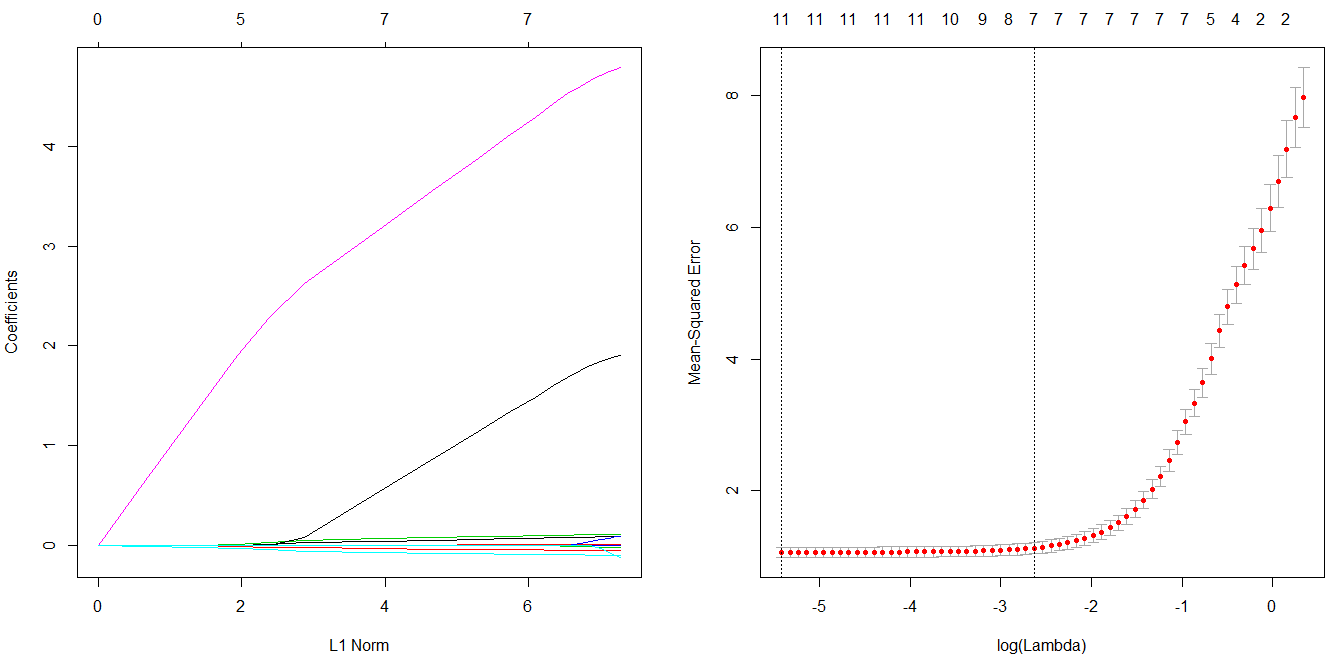 0 5 7 7
Coefficients
4
3
2
1
0
0 2 4 6
L1 Norm
11 11 11 11 11 10 9 8 7 7 7 7 7 7 5 4 2 2
Mean-Squared Error
8
6
4
2
-5 -4 -3 -2 -1 0
log(Lambda)